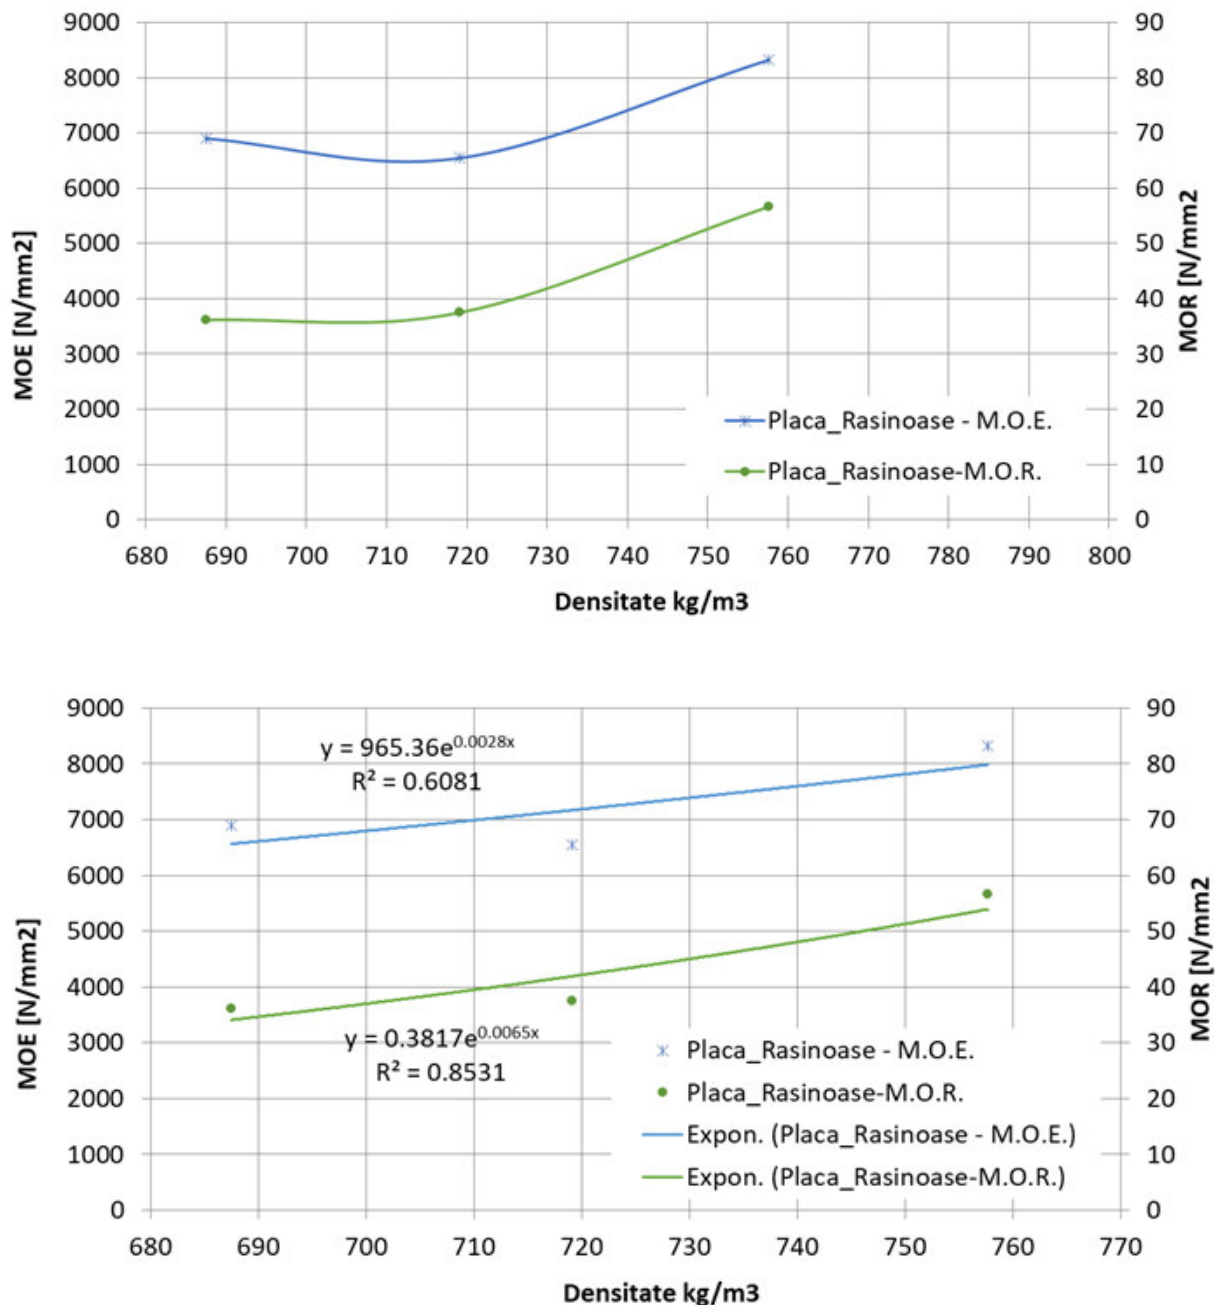 9000 90
8000 80
7000 70
6000 60
5000 50
4000 40
3000 30
2000 20
1000 10
0 0
MOE [N/mm2]
MOR [N/mm2
Placa_Rasinoase - M.O.E.
Placa_Rasinoase-M.O.R.
680 690 700 710 720 730 740 750 760 770 780 790 800
Densitate kg/m3
9000 90
8000 80
7000 70
6000 60
5000 50
4000 40
3000 30
2000 20
1000 10
0 0
MOE [N/mm2]
MOR [N/mm2
y = 965.36e^0.0028x
R² = 0.6081
y = 0.3817e^0.0065x
R² = 0.8531
Placa_Rasinoase - M.O.E.
Placa_Rasinoase-M.O.R.
Expon. (Placa_Rasinoase - M.O.E.)
Expon. (Placa_Rasinoase-M.O.R.)
680 690 700 710 720 730 740 750 760 770
Densitate kg/m3